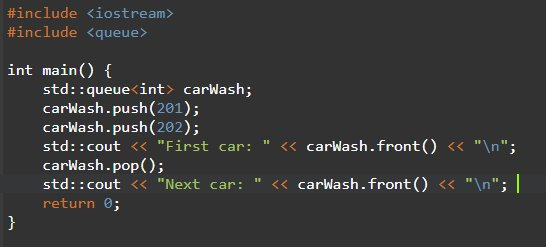 #include <iostream>
#include <queue>
int main() {
    std::queue<int> carWash;
    carWash.push(201);
    carWash.push(202);
    std::cout << "First car: " << carWash.front() << "\n";
    carWash.pop();
    std::cout << "Next car: " << carWash.front() << "\n";
    return 0;
}